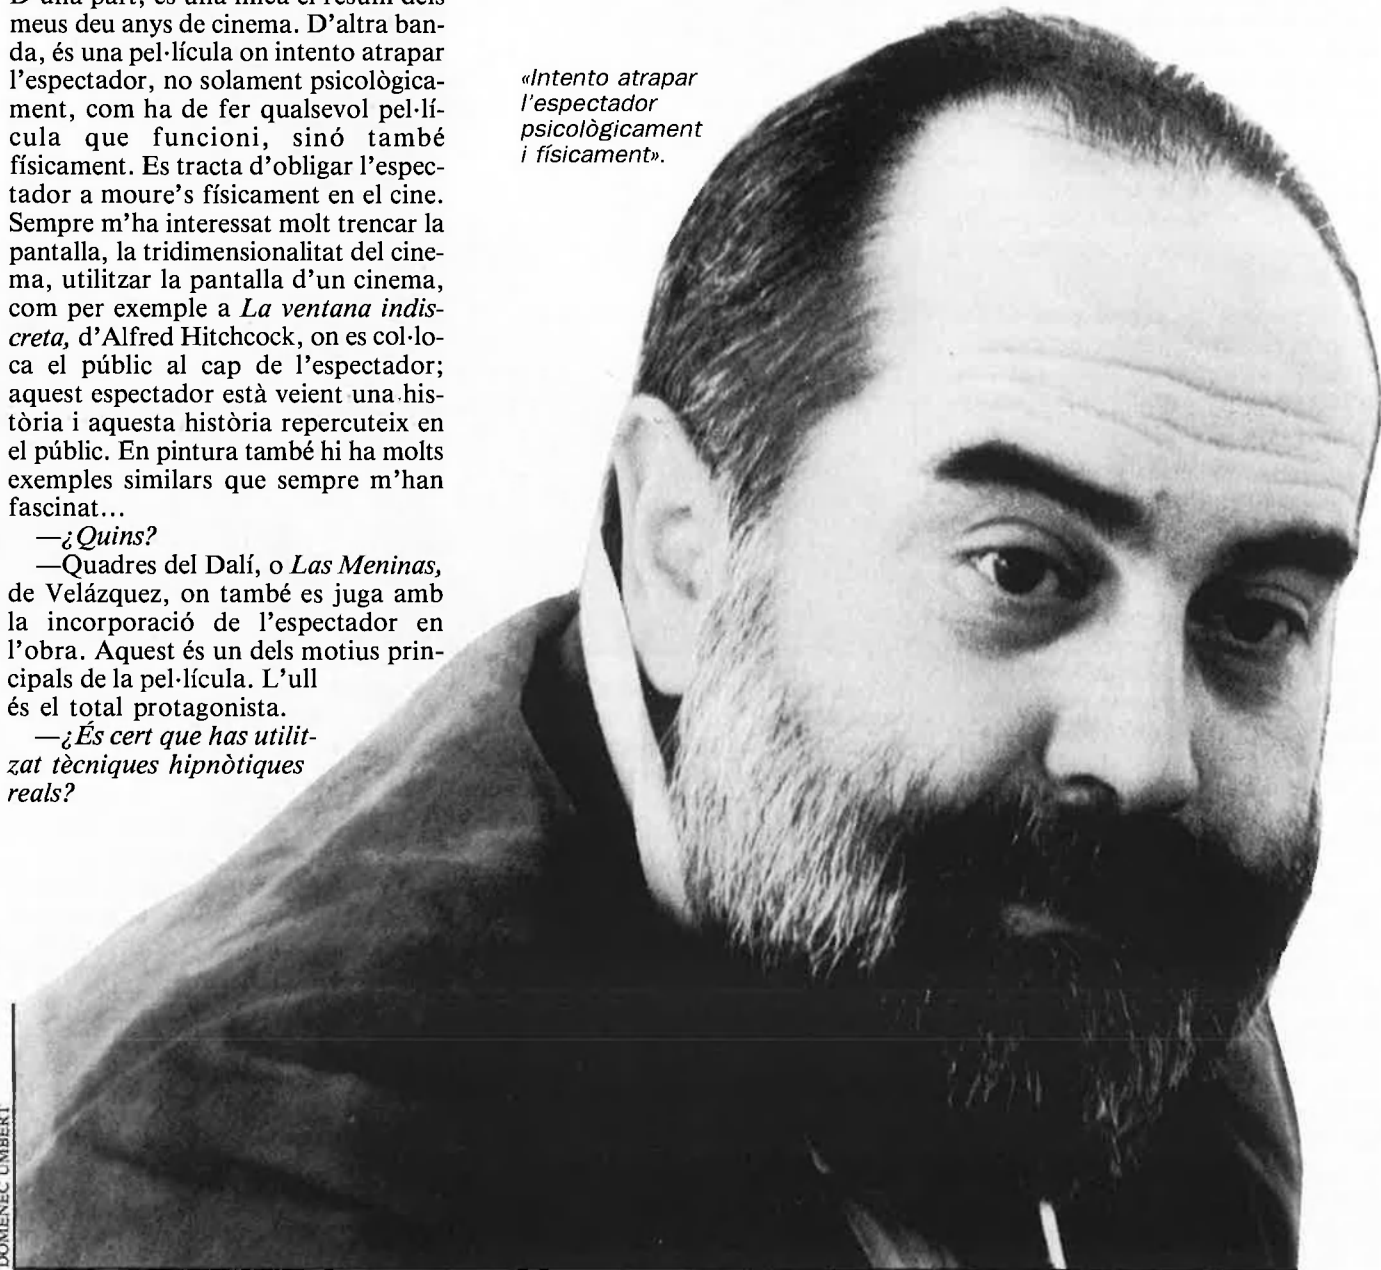 D'una part, és una mica el resum dels
meus deu anys de cinema. D'altra ban-
da, és una pel·lícula on intento atrapar
l'espectador, no solament psicològica-
ment, com ha de fer qualsevol pel·lí-
cula que funcioni, sinó també
físicament. Es tracta d'obligar l'espec-
tador a moure's físicament en el cine.
Sempre m'ha interessat molt trencar la
pantalla, la tridimensionalitat del cine-
ma, utilitzar la pantalla d'un cinema,
com per exemple a La ventana indis-
creta, d'Alfred Hitchcock, on es col·lo-
ca el públic al cap de l'espectador;
aquest espectador està veient una his-
tòria i aquesta història repercuteix en
el públic. En pintura també hi ha molts
exemples similars que sempre m'han
fascinat...
—¿Quins?
—Quadres del Dalí, o Las Meninas,
de Velázquez, on també es juga amb
la incorporació de l'espectador en
l'obra. Aquest és un dels motius prin-
cipals de la pel·lícula. L'ull
és el total protagonista.
—¿És cert que has utilit-
zat tècniques hipnòtiques
reals?
«Intento atrapar
l'espectador
psicològicament
i físicament».
DOMÈNEC UMBERT